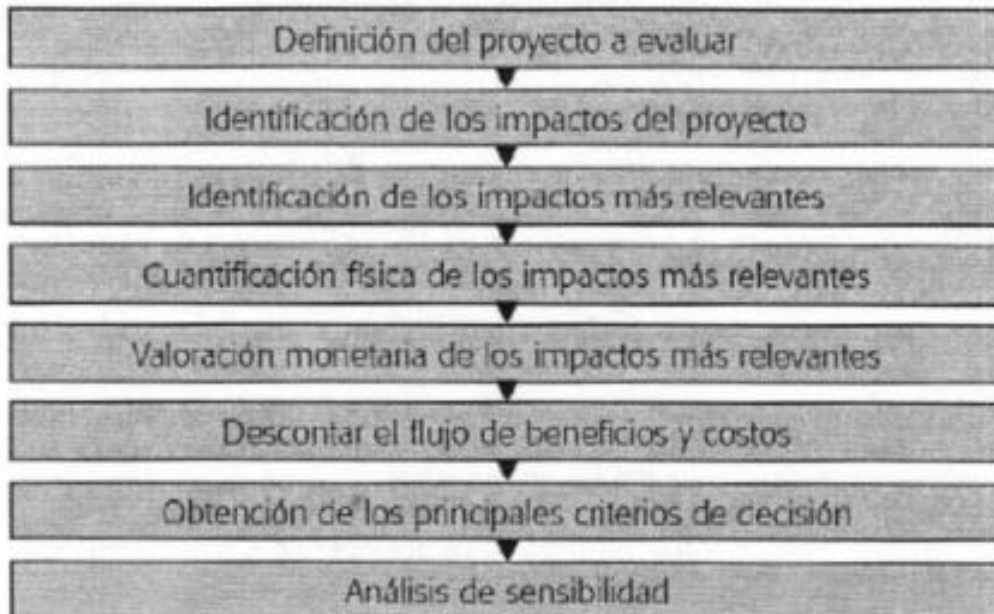 Definición del proyecto a evaluar
Identificación de los impactos del proyecto
Identificación de los impactos más relevantes
Cuantificación física de los impactos más relevantes
Valoración monetaria de los impactos más relevantes
Descontar el flujo de beneficios y costos
Obtención de los principales criterios de decisión
Análisis de sensibilidad